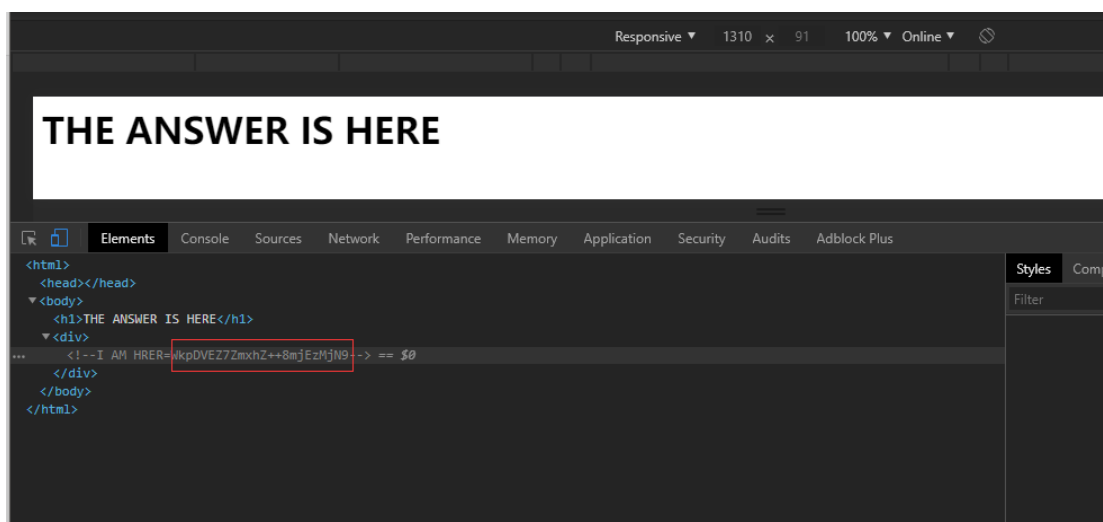 Responsive ▼ 1310 × 91 100% ▼ Online ▼
THE ANSWER IS HERE
Elements Console Sources Network Performance Memory Application Security Audits Adblock Plus
<html>
<head></head>
▼<body>
<h1>THE ANSWER IS HERE</h1>
▼<div>
... <!--I AM HRER=WkpDVEZ7ZmxhZ++8mjEzMjN9--> == $0
</div>
</body>
</html>
Styles Comp
Filter